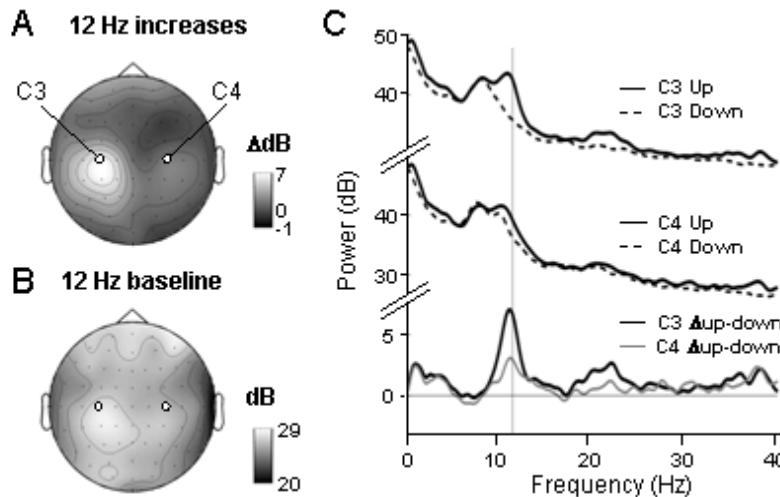 A 12 Hz increases
C3 C4
ΔdB
7
0
-1
B 12 Hz baseline
dB
29
20
C
50
40
C3 Up
C3 Down
Power (dB)
40
30
C4 Up
C4 Down
5
0
C3 Δup-down
C4 Δup-down
0 10 20 30 40
Frequency (Hz)